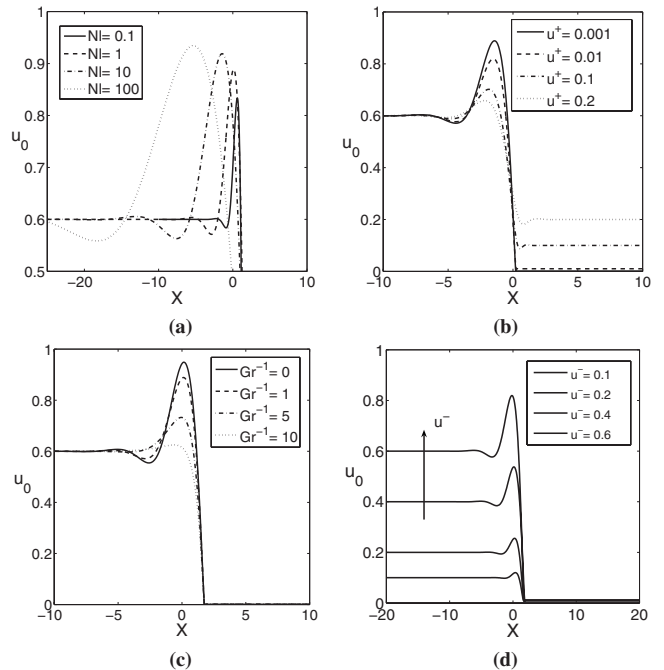 1
0.9
0.8
0.7
0.6
0.5
u₀
−20
−10
0
10
X
Nl= 0.1
Nl= 1
Nl= 10
Nl= 100
(a)
1
0.8
0.6
0.4
0.2
0
u₀
−10
−5
0
5
10
X
u⁺= 0.001
u⁺= 0.01
u⁺= 0.1
u⁺= 0.2
(b)
1
0.8
0.6
0.4
0.2
0
u₀
−10
−5
0
5
10
X
Gr⁻¹= 0
Gr⁻¹= 1
Gr⁻¹= 5
Gr⁻¹= 10
(c)
1
0.8
0.6
0.4
0.2
0
u₀
−20
−10
0
10
20
X
u⁻
u⁻= 0.1
u⁻= 0.2
u⁻= 0.4
u⁻= 0.6
(d)